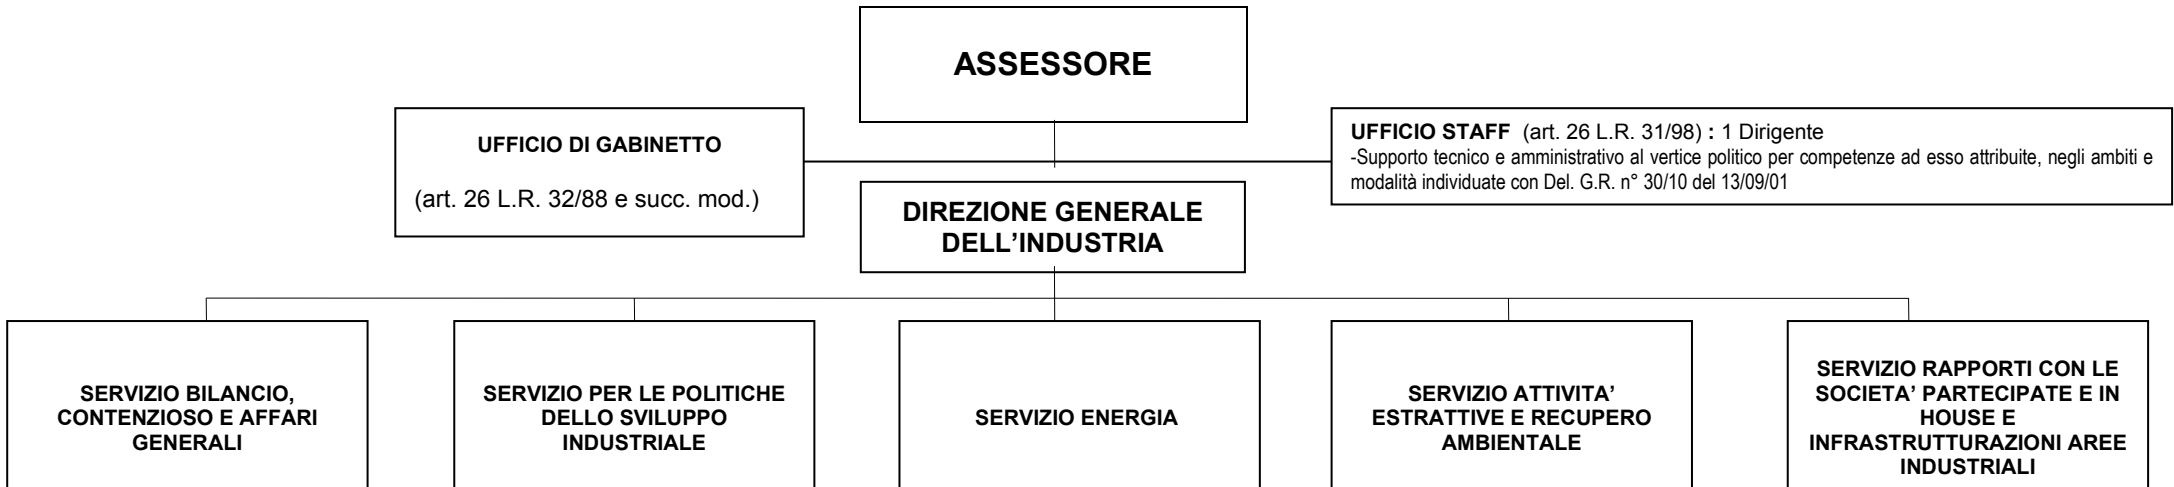 ASSESSORE
UFFICIO DI GABINETTO
(art. 26 L.R. 32/88 e succ. mod.)
UFFICIO STAFF (art. 26 L.R. 31/98) : 1 Dirigente
-Supporto tecnico e amministrativo al vertice politico per competenze ad esso attribuite, negli ambiti e
modalità individuate con Del. G.R. n° 30/10 del 13/09/01
DIREZIONE GENERALE
DELL’INDUSTRIA
SERVIZIO BILANCIO,
CONTENZIOSO E AFFARI
GENERALI
SERVIZIO PER LE POLITICHE
DELLO SVILUPPO
INDUSTRIALE
SERVIZIO ENERGIA
SERVIZIO ATTIVITA’
ESTRATTIVE E RECUPERO
AMBIENTALE
SERVIZIO RAPPORTI CON LE
SOCIETA’ PARTECIPATE E IN
HOUSE E
INFRASTRUTTURAZIONI AREE
INDUSTRIALI